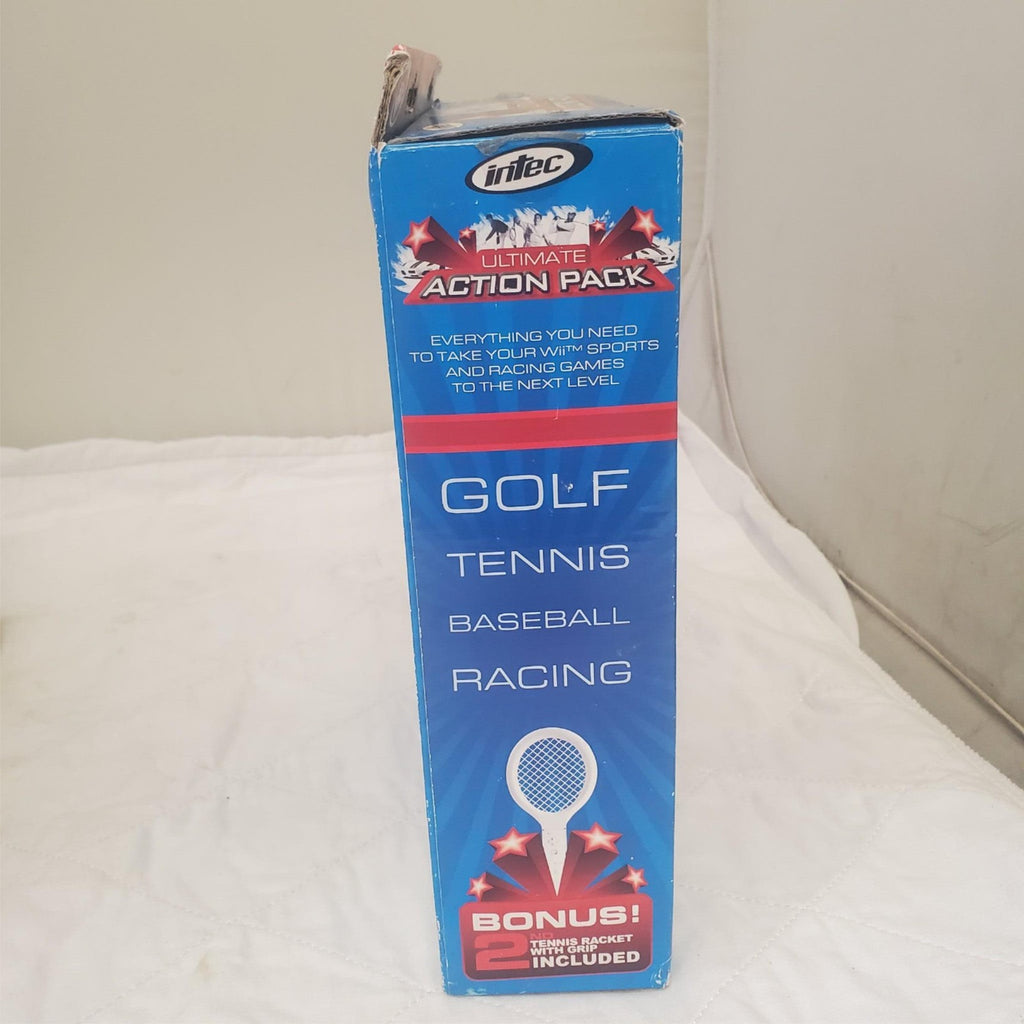 intec
ULTIMATE
ACTION PACK
EVERYTHING YOU NEED
TO TAKE YOUR Wii™ SPORTS
AND RACING GAMES
TO THE NEXT LEVEL
GOLF
TENNIS
BASEBALL
RACING
BONUS!
2ND TENNIS RACKET
WITH GRIP
INCLUDED